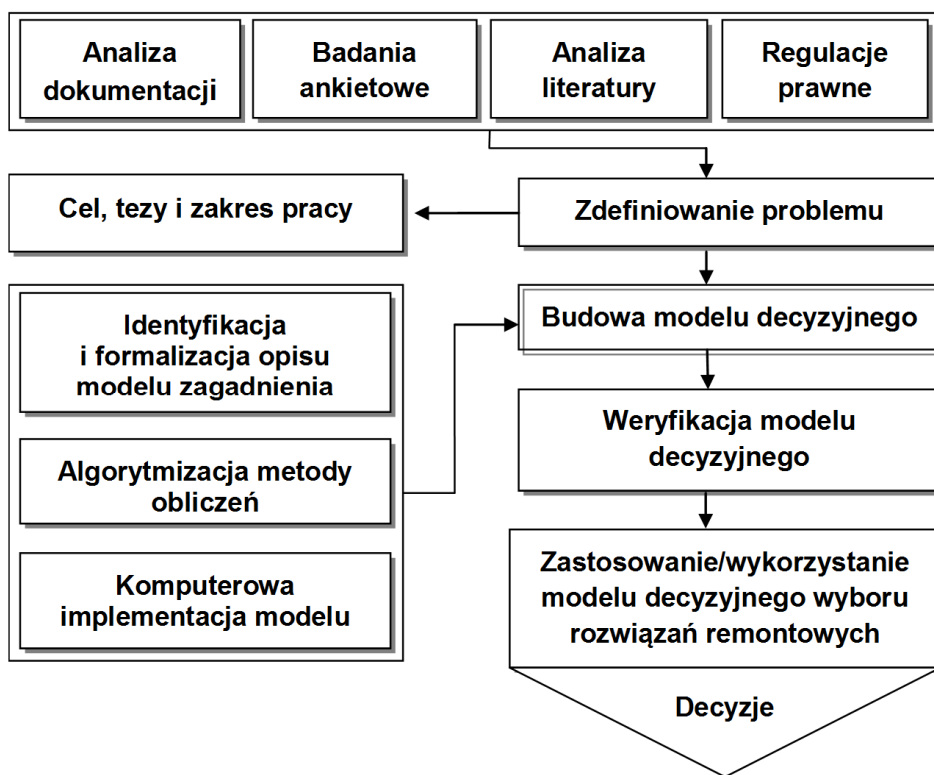 Analiza
dokumentacji
Badania
ankietowe
Analiza
literatury
Regulacje
prawne
Cel, tezy i zakres pracy
Zdefiniowanie problemu
Identyfikacja
i formalizacja opisu
modelu zagadnienia
Algorytmizacja metody
obliczeń
Komputerowa
implementacja modelu
Budowa modelu decyzyjnego
Weryfikacja modelu
decyzyjnego
Zastosowanie/wykorzystanie
modelu decyzyjnego wyboru
rozwiązań remontowych
Decyzje